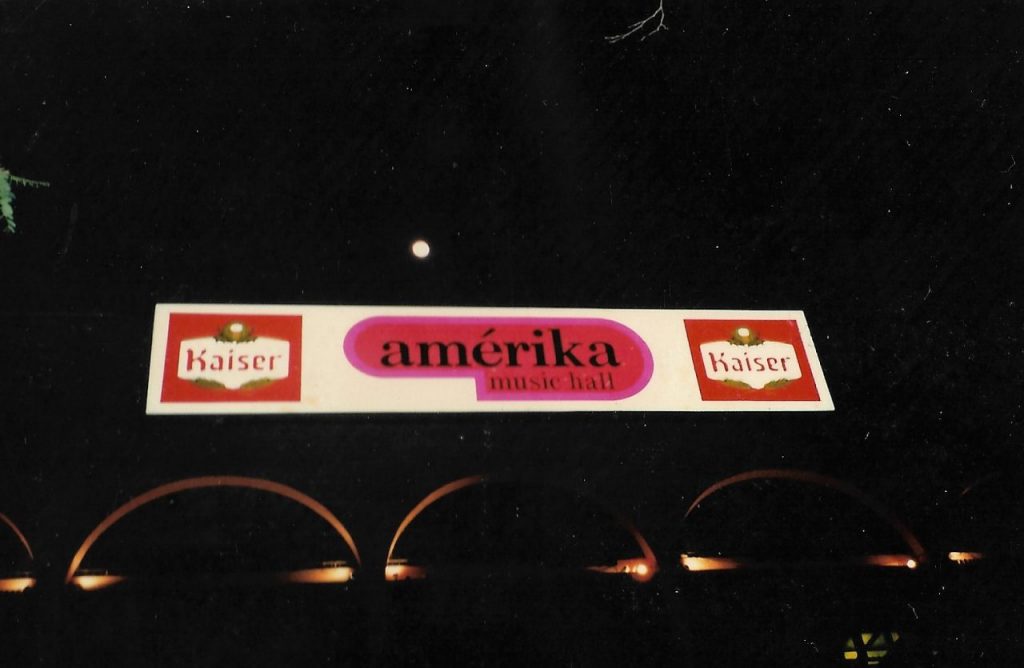 Kaiser
amérika
music hall
Kaiser